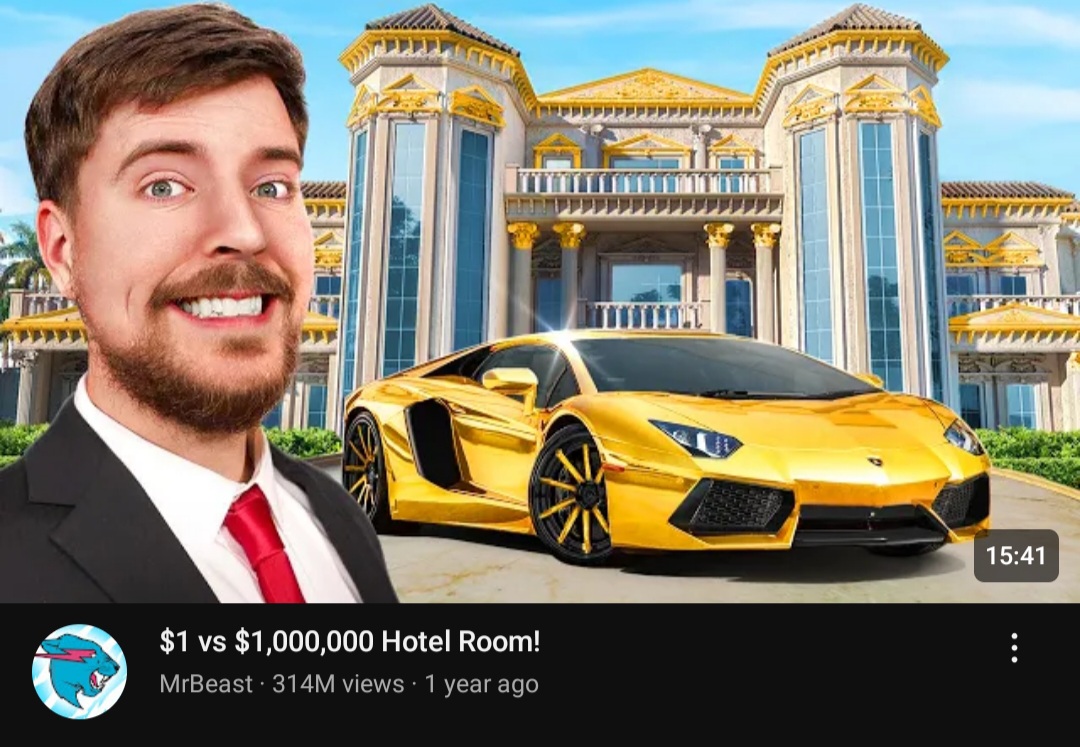 15:41
$1 vs $1,000,000 Hotel Room!
MrBeast · 314M views · 1 year ago